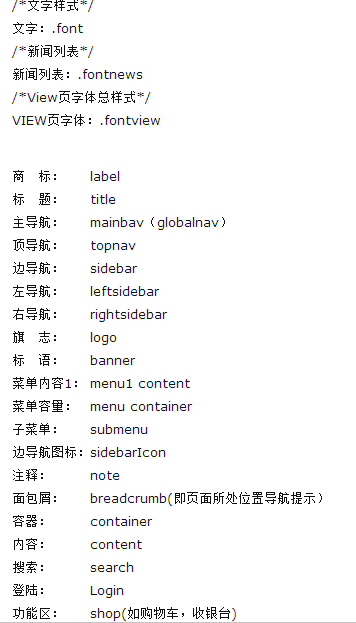 /*文字样式*/
文字：.font
/*新闻列表*/
新闻列表：.fontnews
/*View页字体总样式*/
VIEW页字体：.fontview
商　标：　label
标　题：　title
主导航：　mainbav（globalnav）
顶导航：　topnav
边导航：　sidebar
左导航：　leftsidebar
右导航：　rightsidebar
旗　志：　logo
标　语：　banner
菜单内容1：menu1 content
菜单容量：　menu container
子菜单：　submenu
边导航图标：sidebarIcon
注释：　note
面包屑：　breadcrumb(即页面所处位置导航提示）
容器：　container
内容：　content
搜索：　search
登陆：　Login
功能区：　shop(如购物车，收银台)